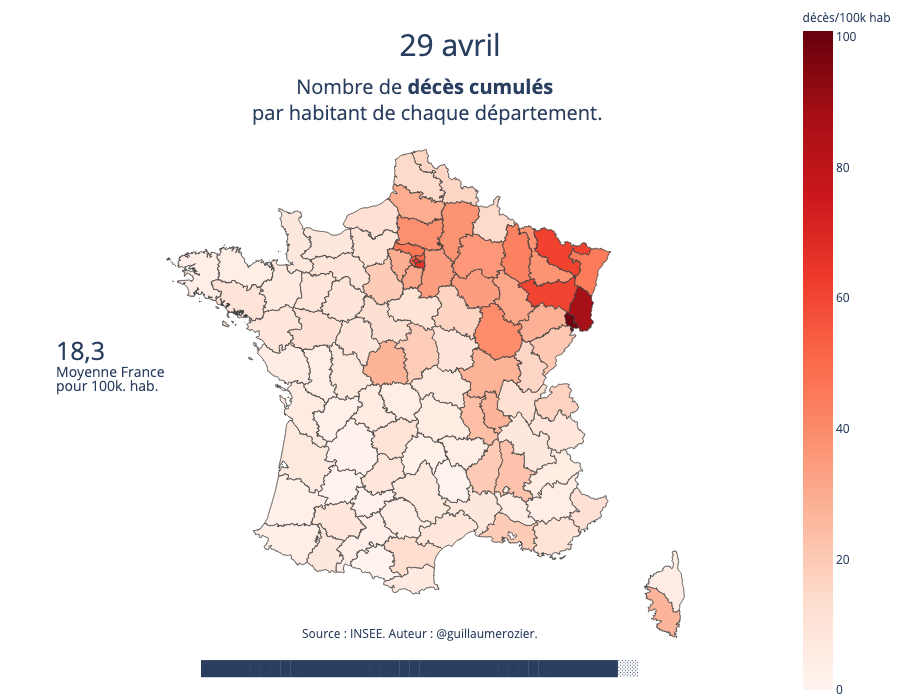 décès/100k hab
29 avril
Nombre de décès cumulés
par habitant de chaque département.
100
80
60
40
20
0
18,3
Moyenne France
pour 100k. hab.
Source : INSEE. Auteur : @guillaumerozier.